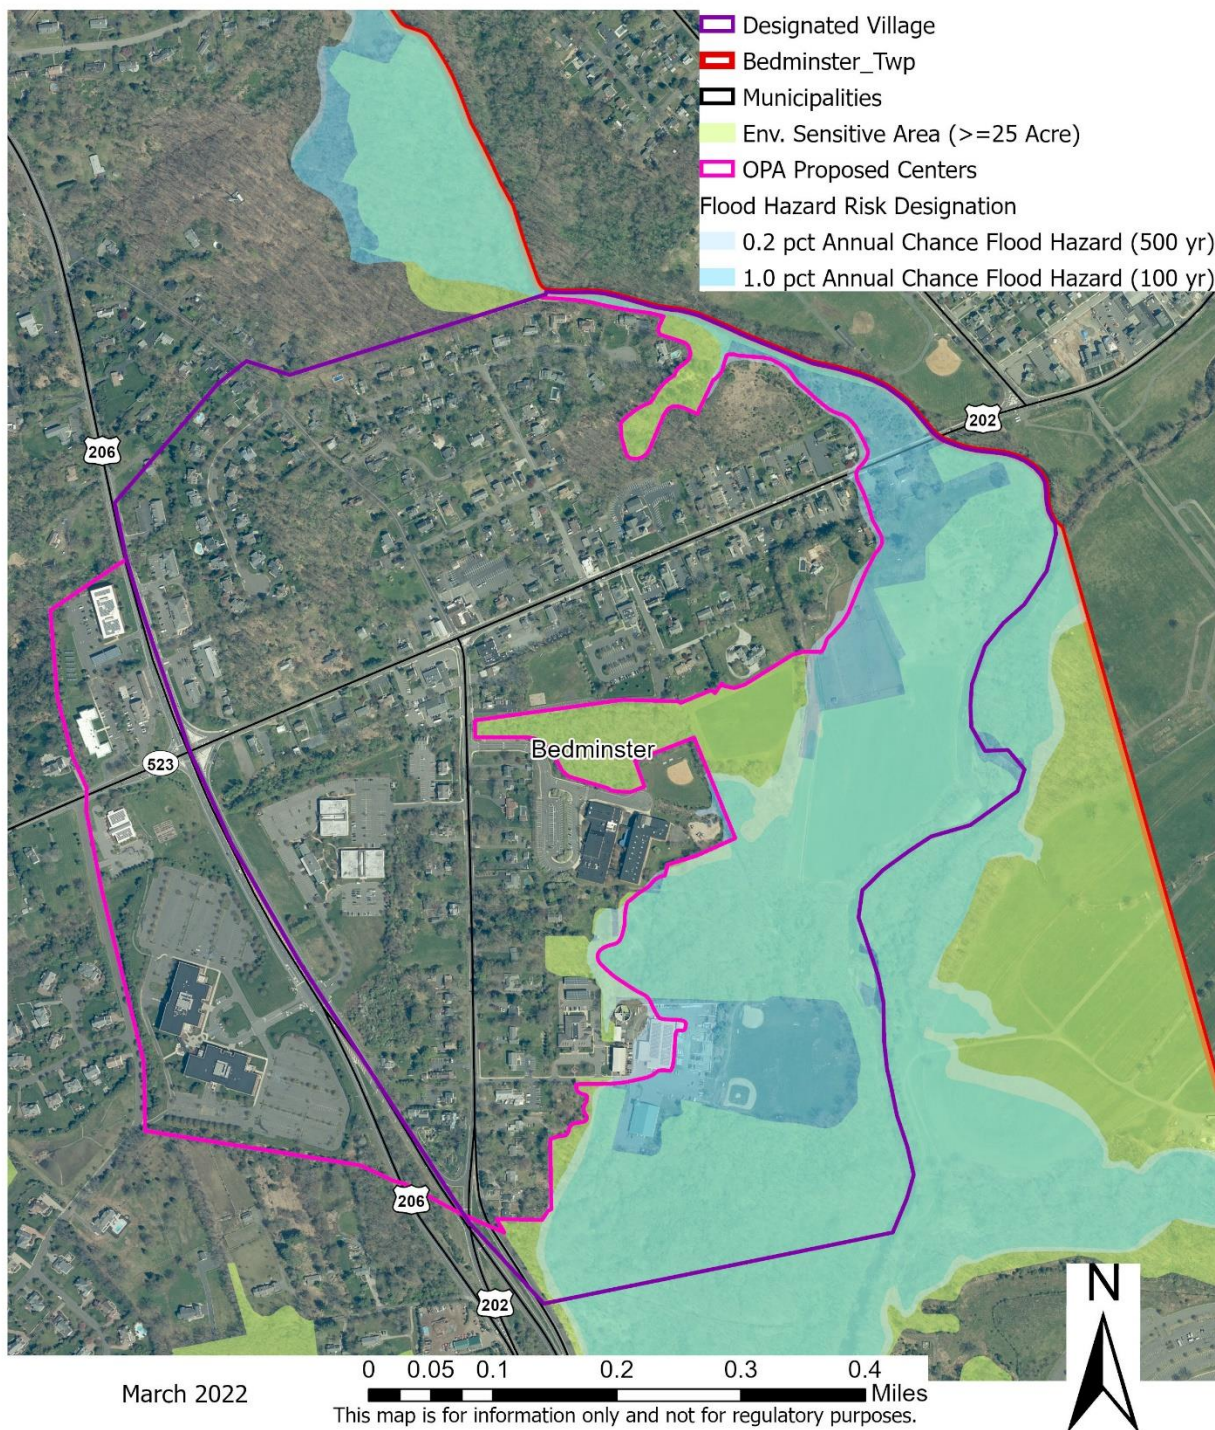 Designated Village
Bedminster_Twp
Municipalities
Env. Sensitive Area (>=25 Acre)
OPA Proposed Centers
Flood Hazard Risk Designation
0.2 pct Annual Chance Flood Hazard (500 yr)
1.0 pct Annual Chance Flood Hazard (100 yr)
202
206
Bedminster
523
206
202
N
0 0.05 0.1 0.2 0.3 0.4
Miles
March 2022
This map is for information only and not for regulatory purposes.